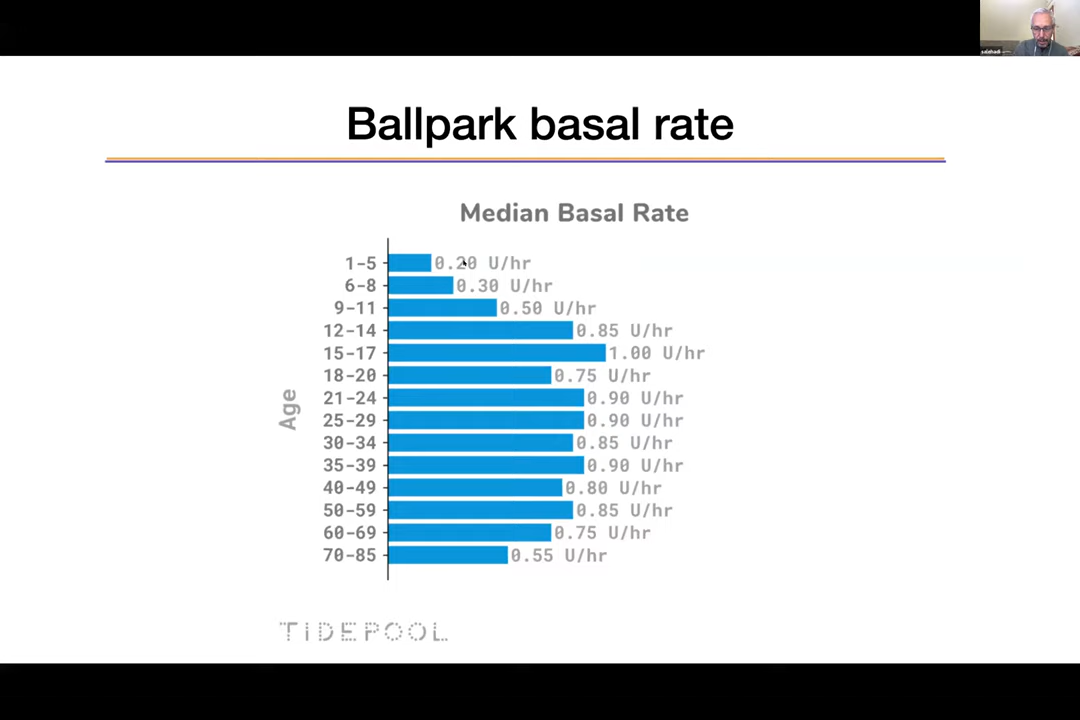 Ballpark basal rate
Median Basal Rate
1-5 0.20 U/hr
6-8 0.30 U/hr
9-11 0.50 U/hr
12-14 0.85 U/hr
15-17 1.00 U/hr
18-20 0.75 U/hr
21-24 0.90 U/hr
25-29 0.90 U/hr
30-34 0.85 U/hr
35-39 0.90 U/hr
40-49 0.80 U/hr
50-59 0.85 U/hr
60-69 0.75 U/hr
70-85 0.55 U/hr
Age
TIDEPOOL